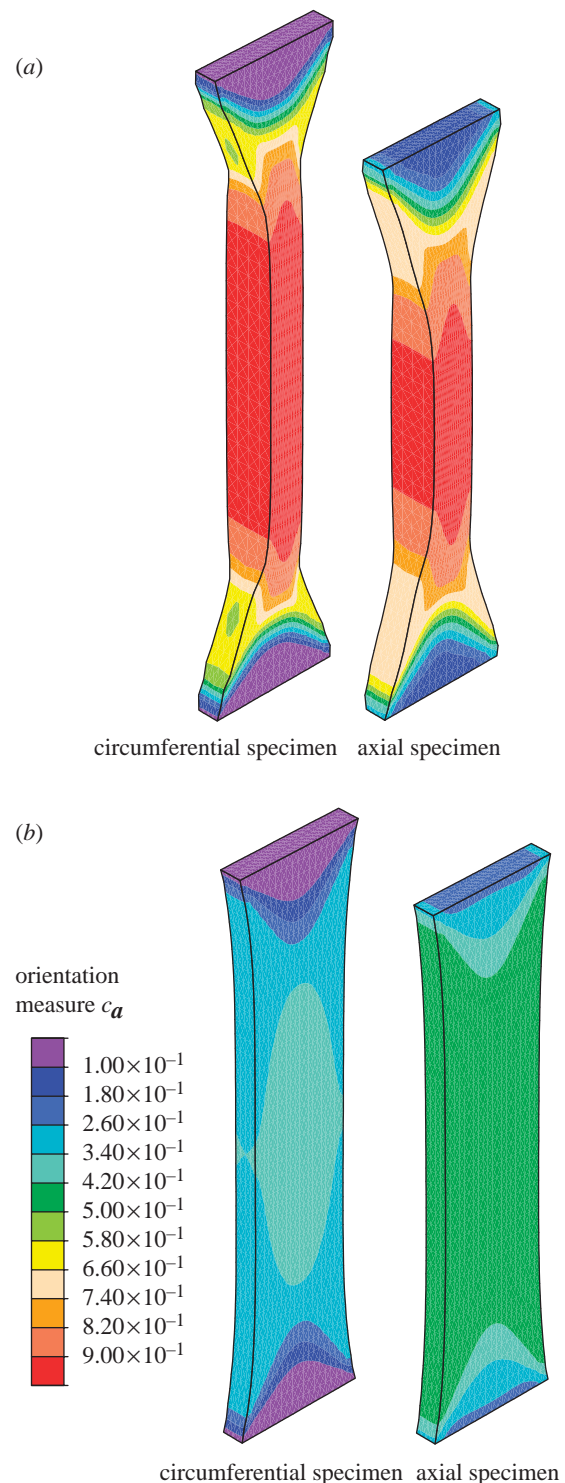 (a)
circumferential specimen axial specimen
(b)
orientation
measure c_a
1.00×10⁻¹
1.80×10⁻¹
2.60×10⁻¹
3.40×10⁻¹
4.20×10⁻¹
5.00×10⁻¹
5.80×10⁻¹
6.60×10⁻¹
7.40×10⁻¹
8.20×10⁻¹
9.00×10⁻¹
circumferential specimen axial specimen